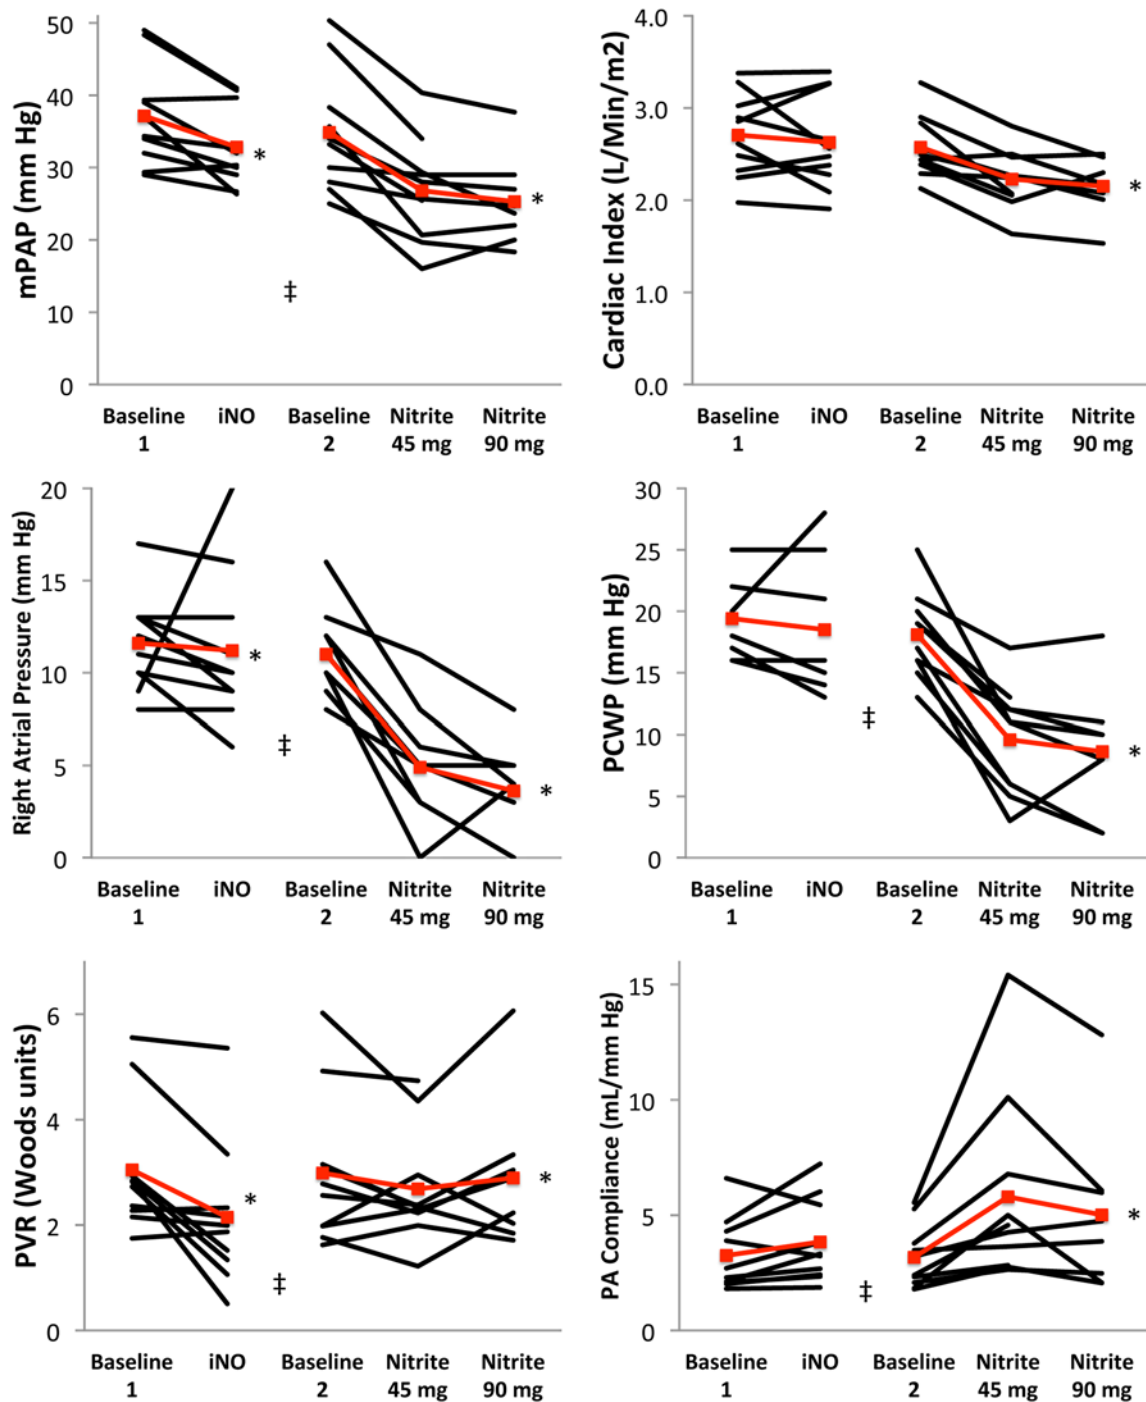 mPAP (mm Hg)
50
40
30
20
10
0
*
‡
*
Baseline 1
iNO
Baseline 2
Nitrite 45 mg
Nitrite 90 mg
Cardiac Index (L/Min/m2)
4.0
3.0
2.0
1.0
0.0
*
Baseline 1
iNO
Baseline 2
Nitrite 45 mg
Nitrite 90 mg
Right Atrial Pressure (mm Hg)
20
15
10
5
0
*
‡
*
Baseline 1
iNO
Baseline 2
Nitrite 45 mg
Nitrite 90 mg
PCWP (mm Hg)
30
25
20
15
10
5
0
‡
*
Baseline 1
iNO
Baseline 2
Nitrite 45 mg
Nitrite 90 mg
PVR (Woods units)
6
4
2
0
*
‡
*
Baseline 1
iNO
Baseline 2
Nitrite 45 mg
Nitrite 90 mg
PA Compliance (mL/mm Hg)
15
10
5
0
‡
*
Baseline 1
iNO
Baseline 2
Nitrite 45 mg
Nitrite 90 mg